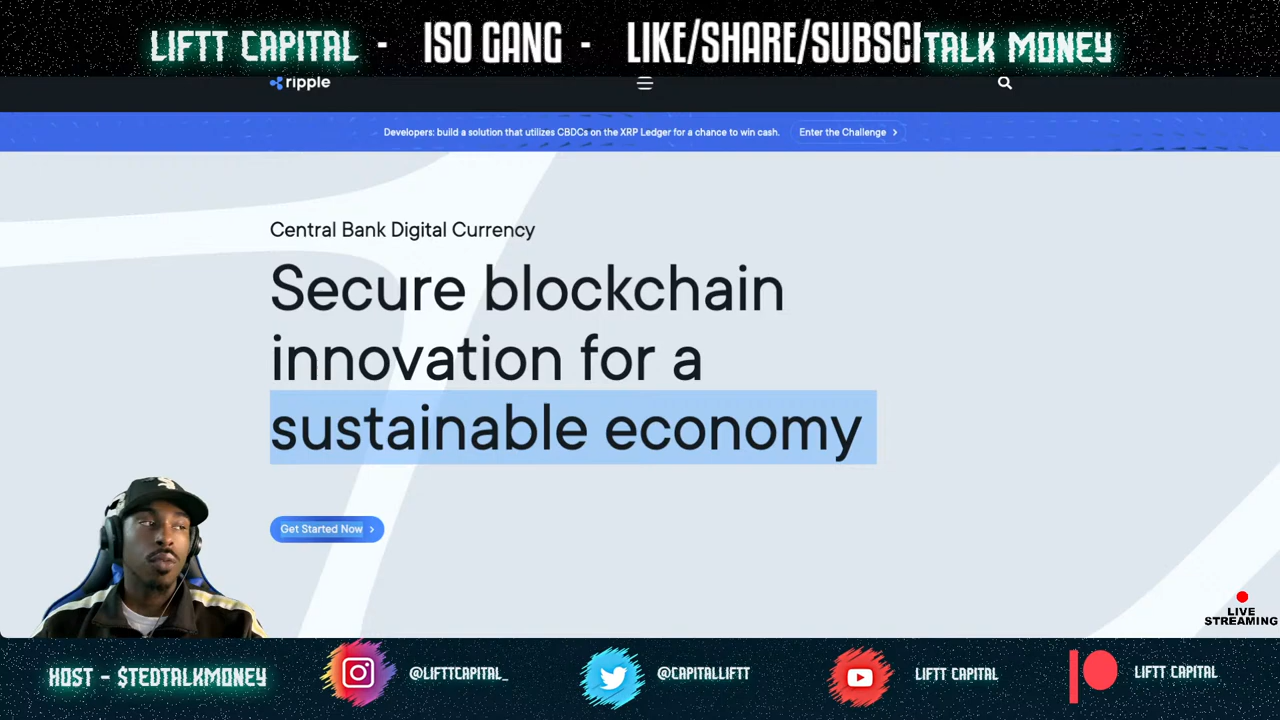 LIFTT CAPITAL - ISO GANG - LIKE/SHARE/SUBSCI
TALK MONEY
ripple
Developers: build a solution that utilizes CBDCs on the XRP Ledger for a chance to win cash. Enter the Challenge
Central Bank Digital Currency
Secure blockchain
innovation for a
sustainable economy
Get Started Now
LIVE
STREAMING
HOST - $TEDTALKMONEY
@LIFTTCAPITAL_
@CAPITALLIFTT
LIFTT CAPITAL
LIFTT CAPITAL